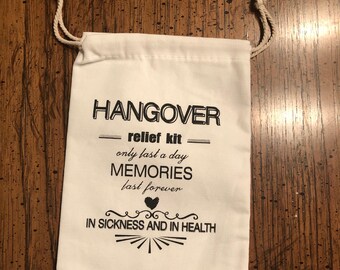 HANGOVER
relief kit
only last a day
MEMORIES
last forever
IN SICKNESS AND IN HEALTH